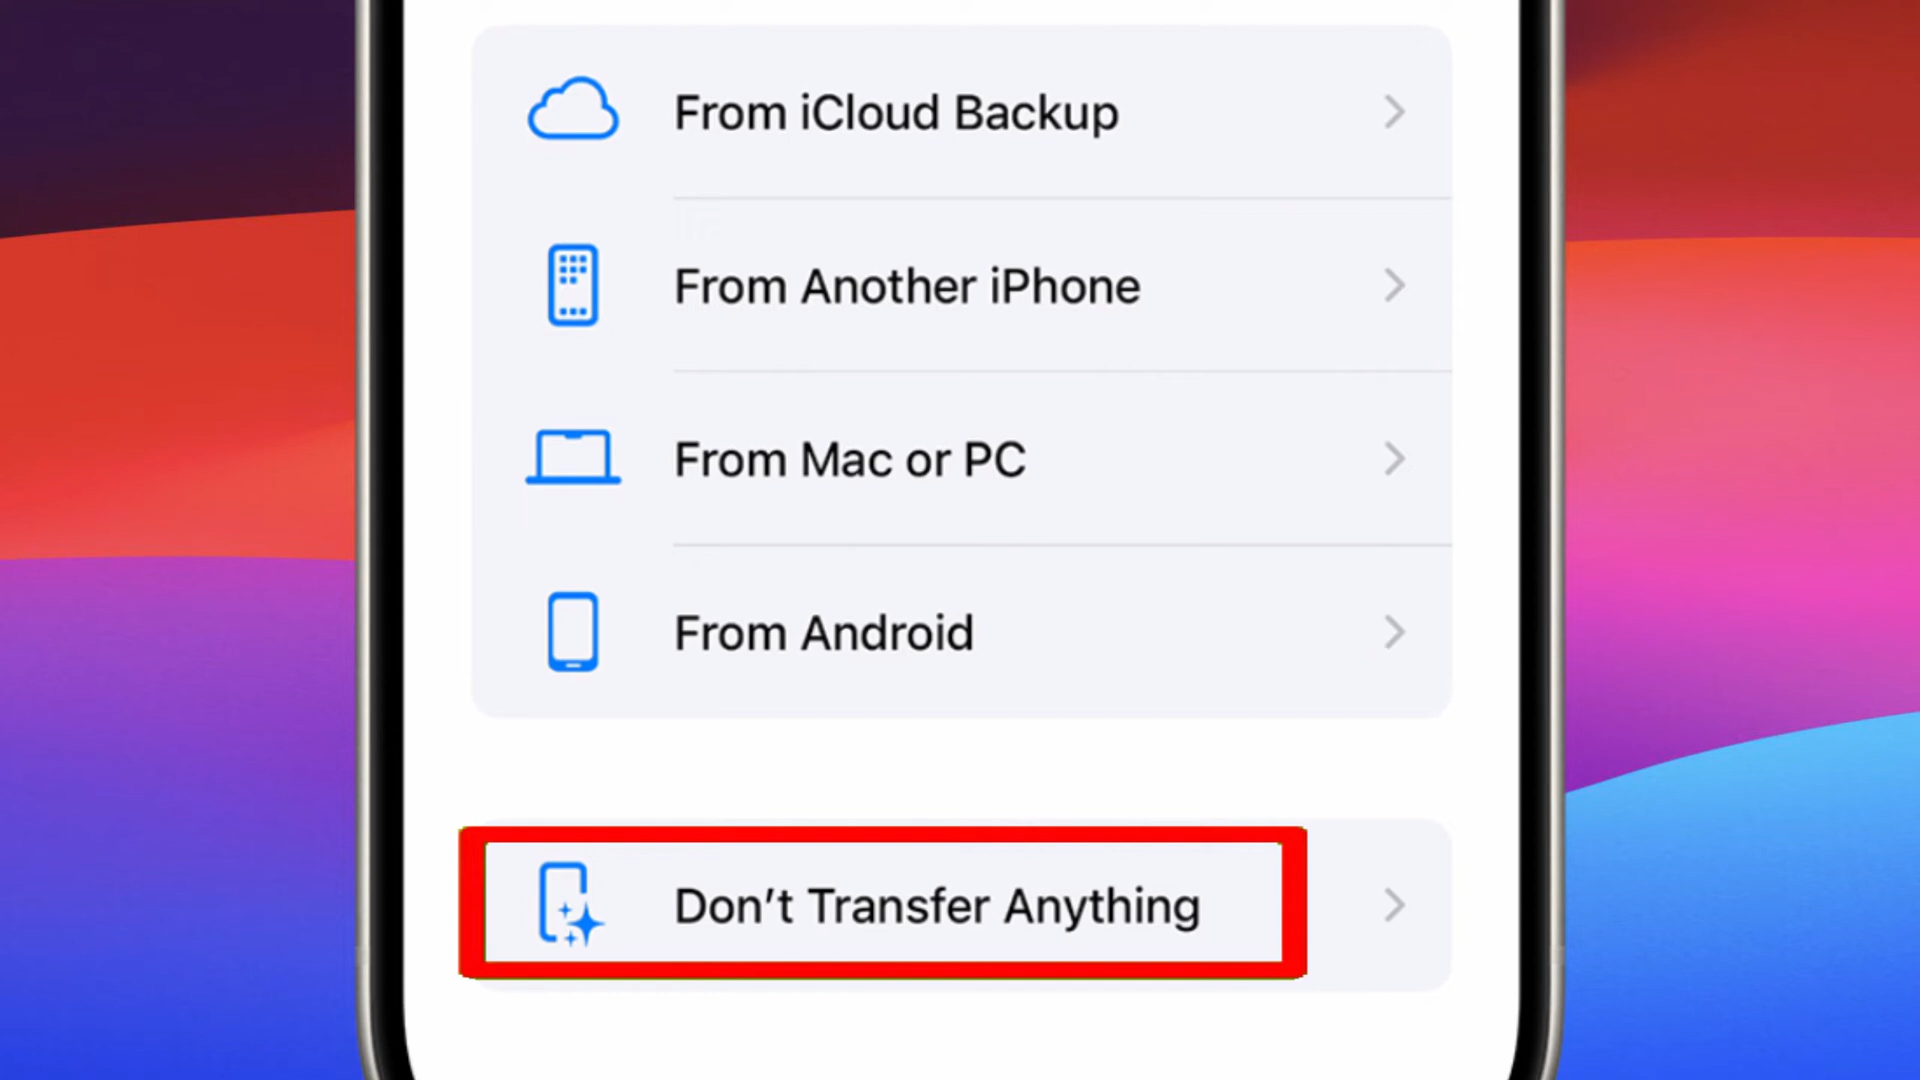 From iCloud Backup
From Another iPhone
From Mac or PC
From Android
Don’t Transfer Anything